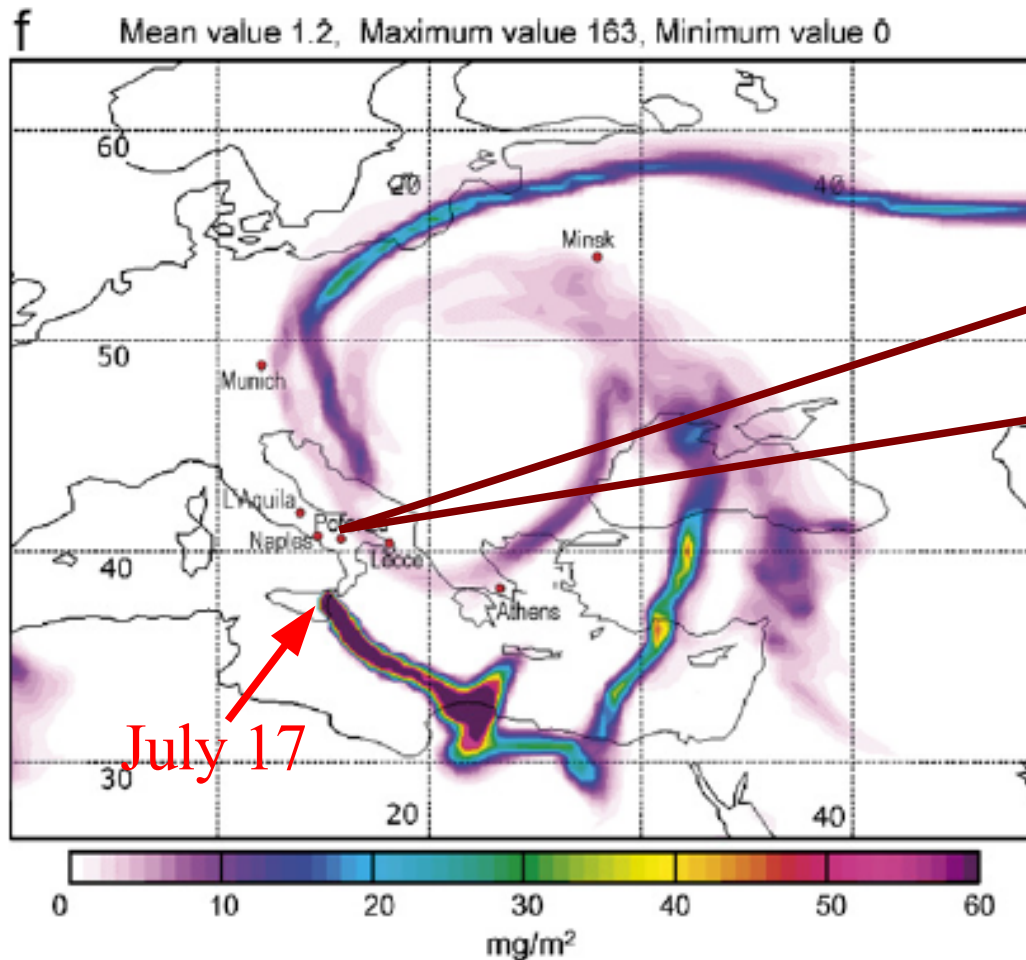 f
Mean value 1.2, Maximum value 163, Minimum value 0
60
20
40
Minsk
50
Munich
L'Aquila
Naples
Lecce
40
Athens
July 17
30
20
40
0 10 20 30 40 50 60
mg/m²